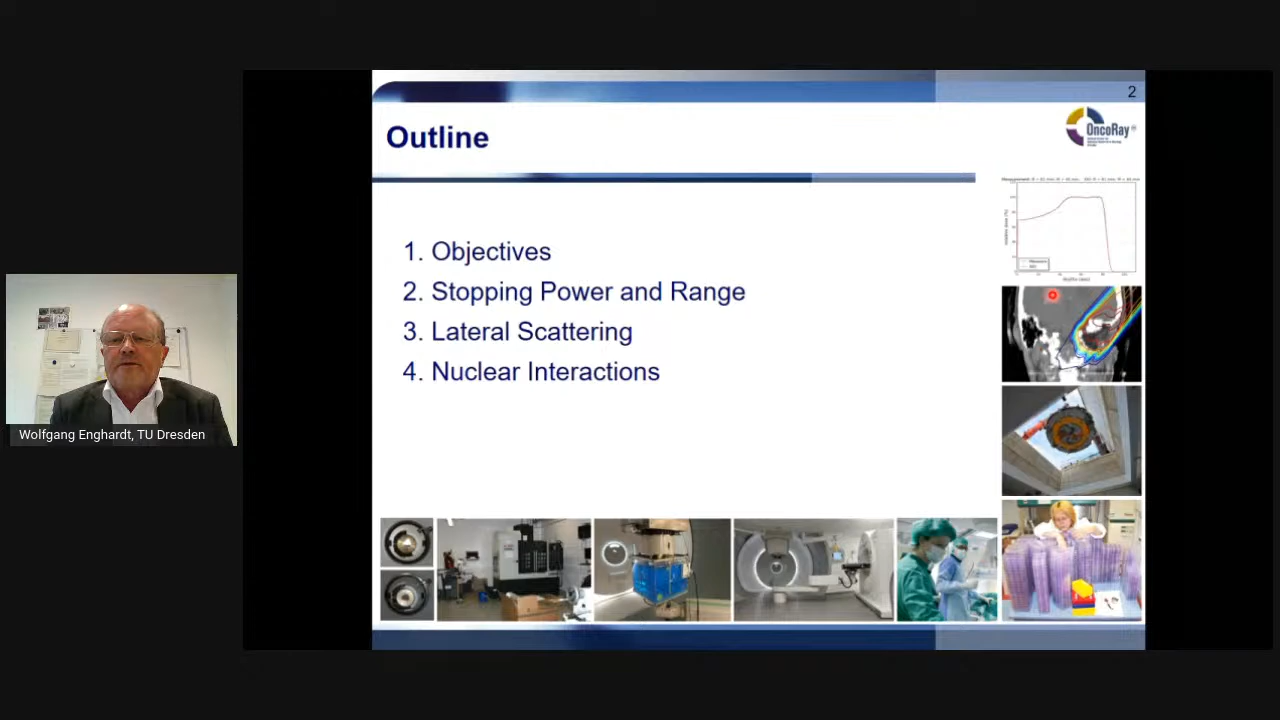 2
Outline
OncoRay®
1. Objectives
2. Stopping Power and Range
3. Lateral Scattering
4. Nuclear Interactions
Wolfgang Enghardt, TU Dresden